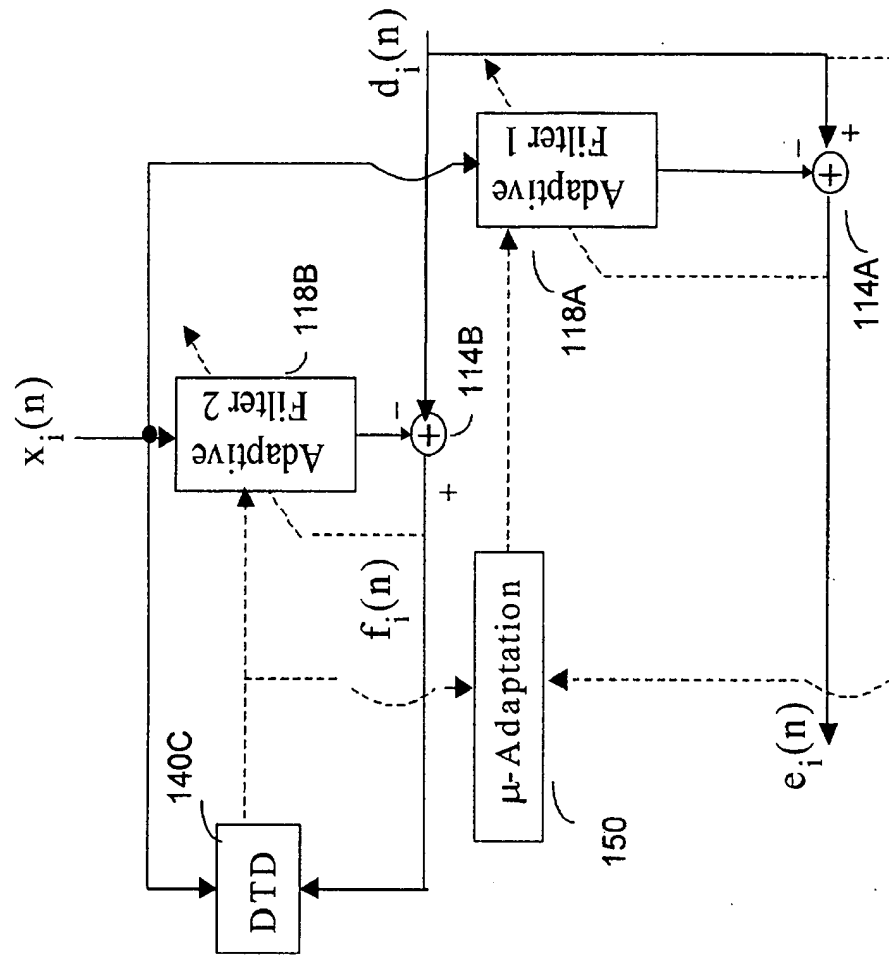 x_i(n)
Adaptive
Filter 2
118B
140C
DTD
114B
f_i(n)
d_i(n)
Adaptive
Filter 1
118A
μ-Adaptation
150
e_i(n)
114A
−
+
−
+
+
+